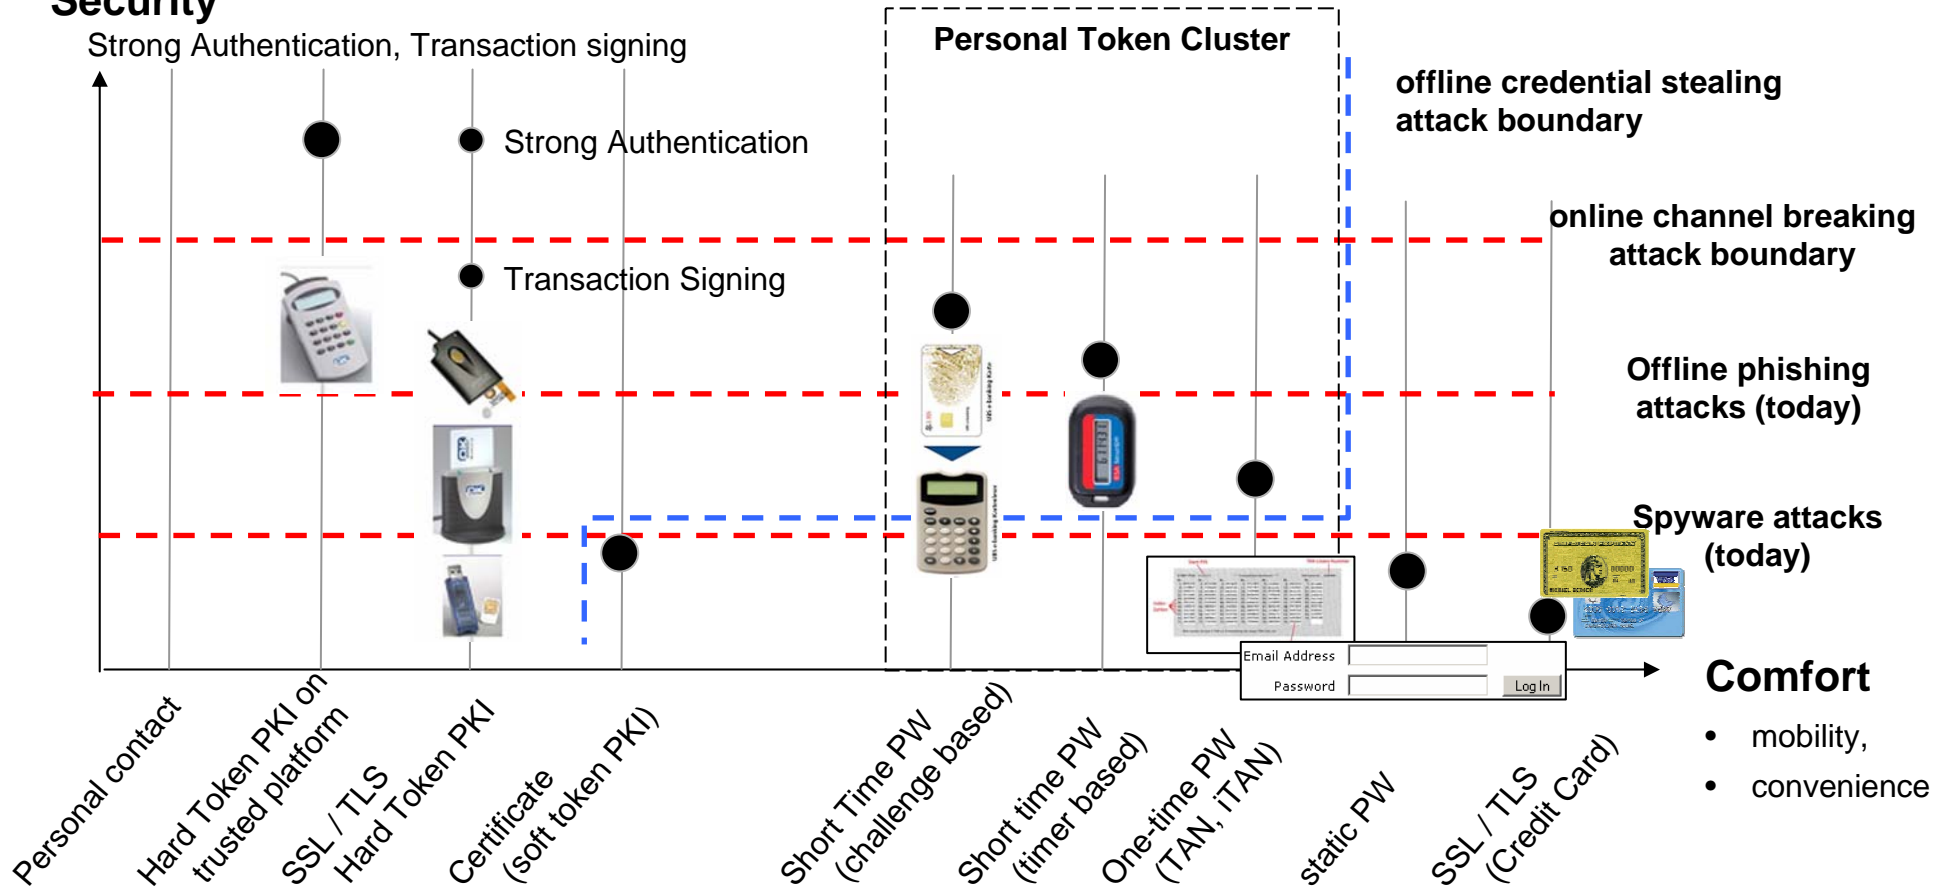 Security
Strong Authentication, Transaction signing
Personal Token Cluster
offline credential stealing
attack boundary
Strong Authentication
online channel breaking
attack boundary
Transaction Signing
Offline phishing
attacks (today)
Spyware attacks
(today)
Email Address
Password
Log In
Comfort
• mobility,
• convenience
Personal contact
Hard Token PKI on
trusted platform
SSL / TLS
Hard Token PKI
Certificate
(soft token PKI)
Short Time PW
(challenge based)
Short time PW
(timer based)
One-time PW
(TAN, iTAN)
static PW
SSL / TLS
(Credit Card)